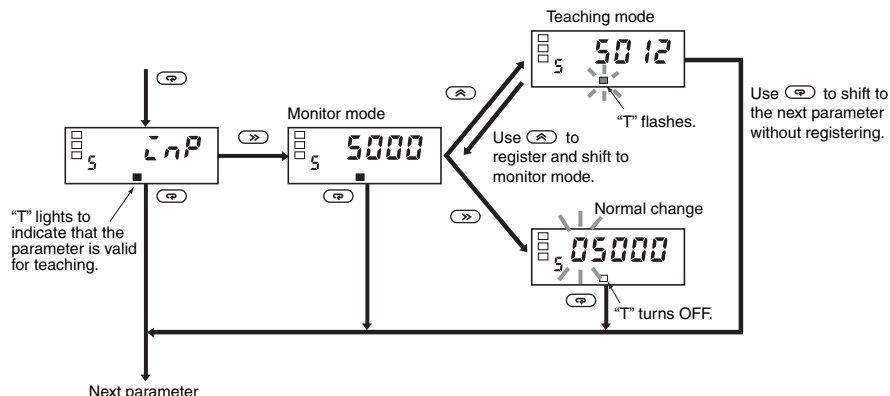 Teaching mode
S 5012
"T" flashes.
Use to shift to
the next parameter
without registering.
Monitor mode
S InP
S 5000
Use to
register and shift to
monitor mode.
"T" lights to
indicate that the
parameter is valid
for teaching.
Normal change
S 05000
"T" turns OFF.
Next parameter